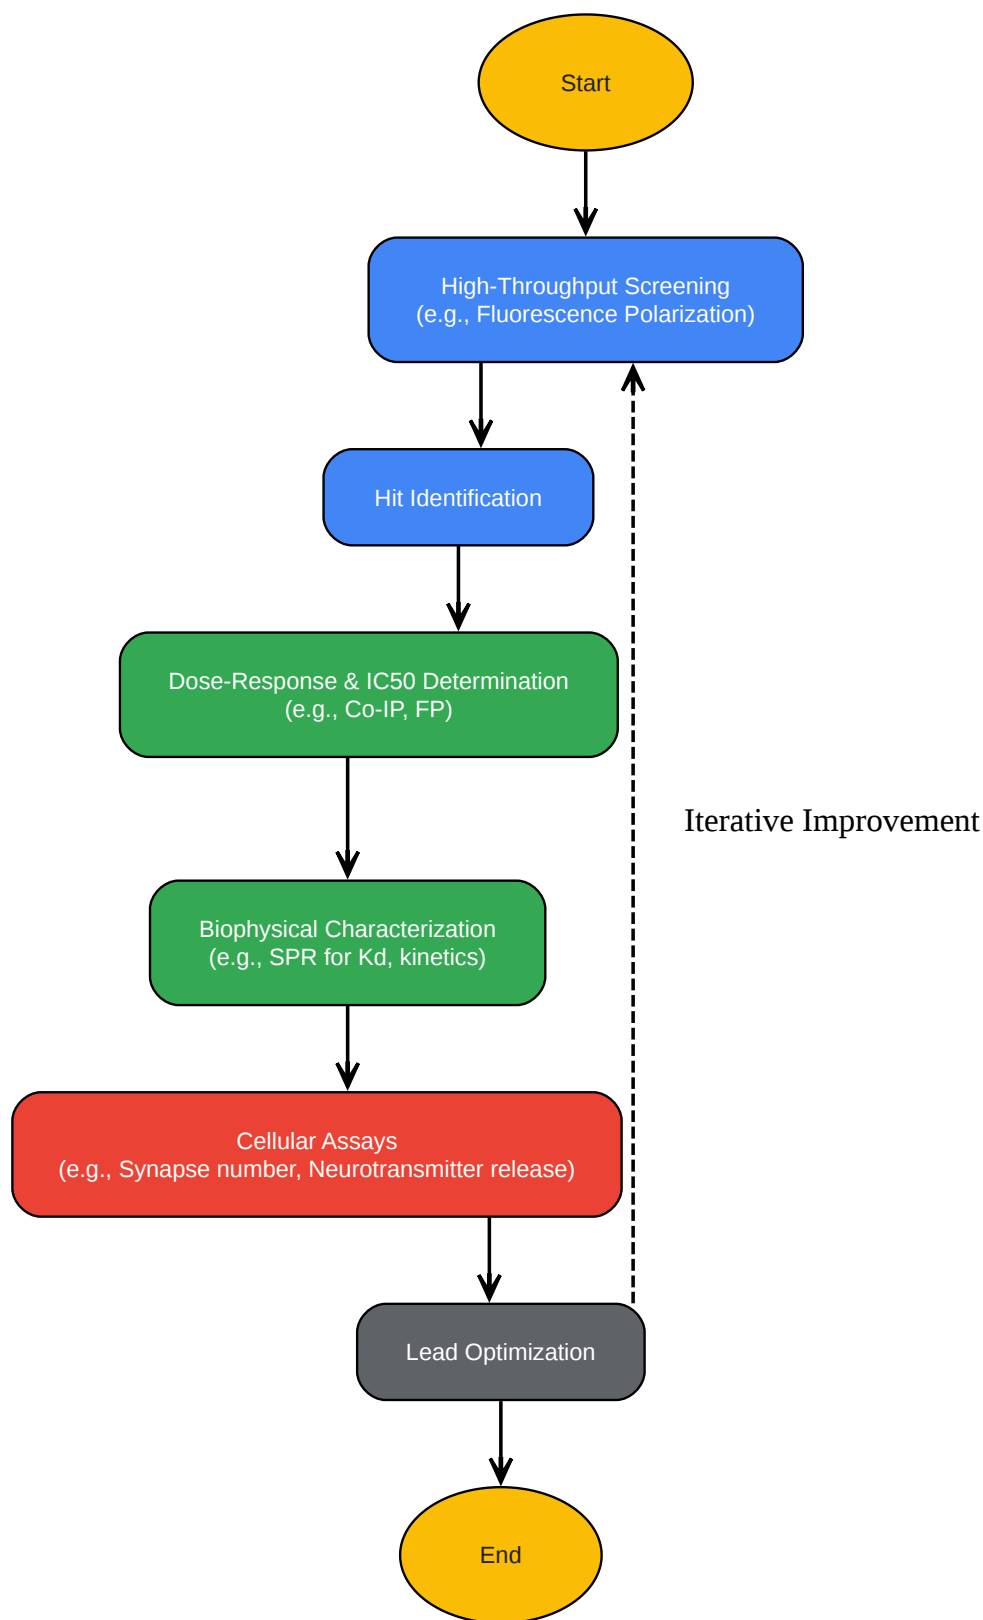 Start
High-Throughput Screening
(e.g., Fluorescence Polarization)
Hit Identification
Dose-Response & IC50 Determination
(e.g., Co-IP, FP)
Iterative Improvement
Biophysical Characterization
(e.g., SPR for Kd, kinetics)
Cellular Assays
(e.g., Synapse number, Neurotransmitter release)
Lead Optimization
End